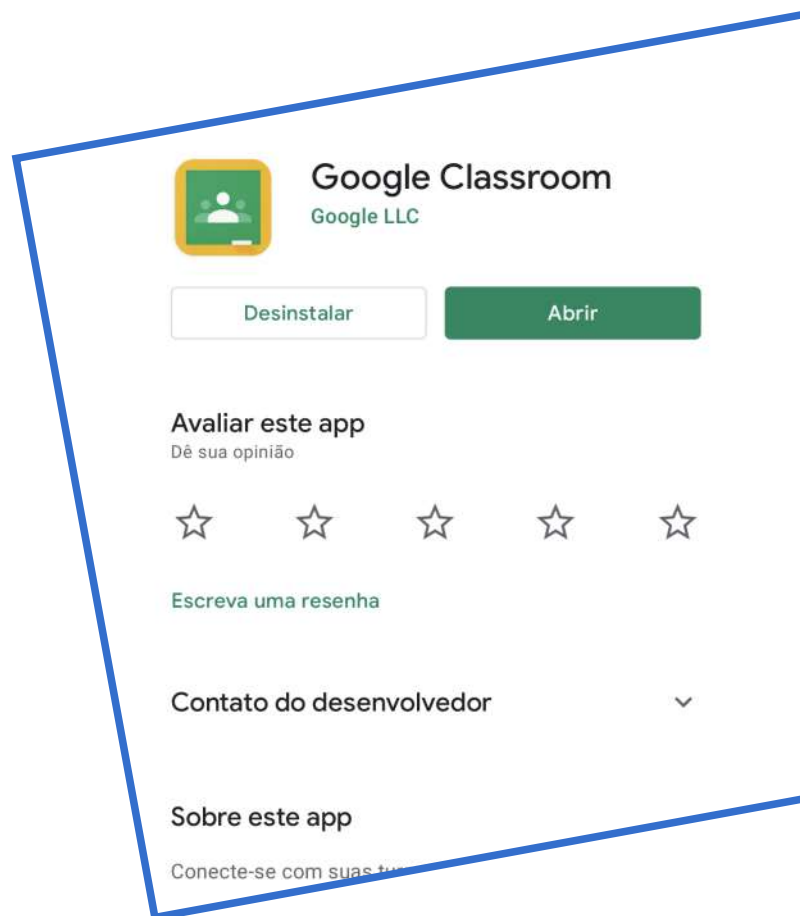 Google Classroom
Google LLC
Desinstalar
Abrir
Avaliar este app
Dê sua opinião
Escreva uma resenha
Contato do desenvolvedor
Sobre este app
Conecte-se com suas